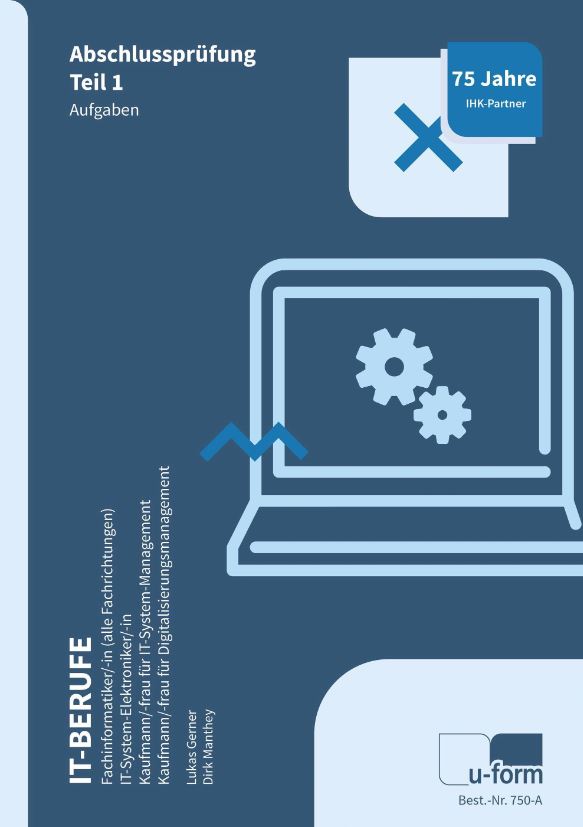 Abschlussprüfung
Teil 1
Aufgaben
75 Jahre
IHK-Partner
IT-BERUFE
Fachinformatiker/-in (alle Fachrichtungen)
IT-System-Elektroniker/-in
Kaufmann/-frau für IT-System-Management
Kaufmann/-frau für Digitalisierungsmanagement
Lukas Gerner
Dirk Manthey
u-form
Best.-Nr. 750-A